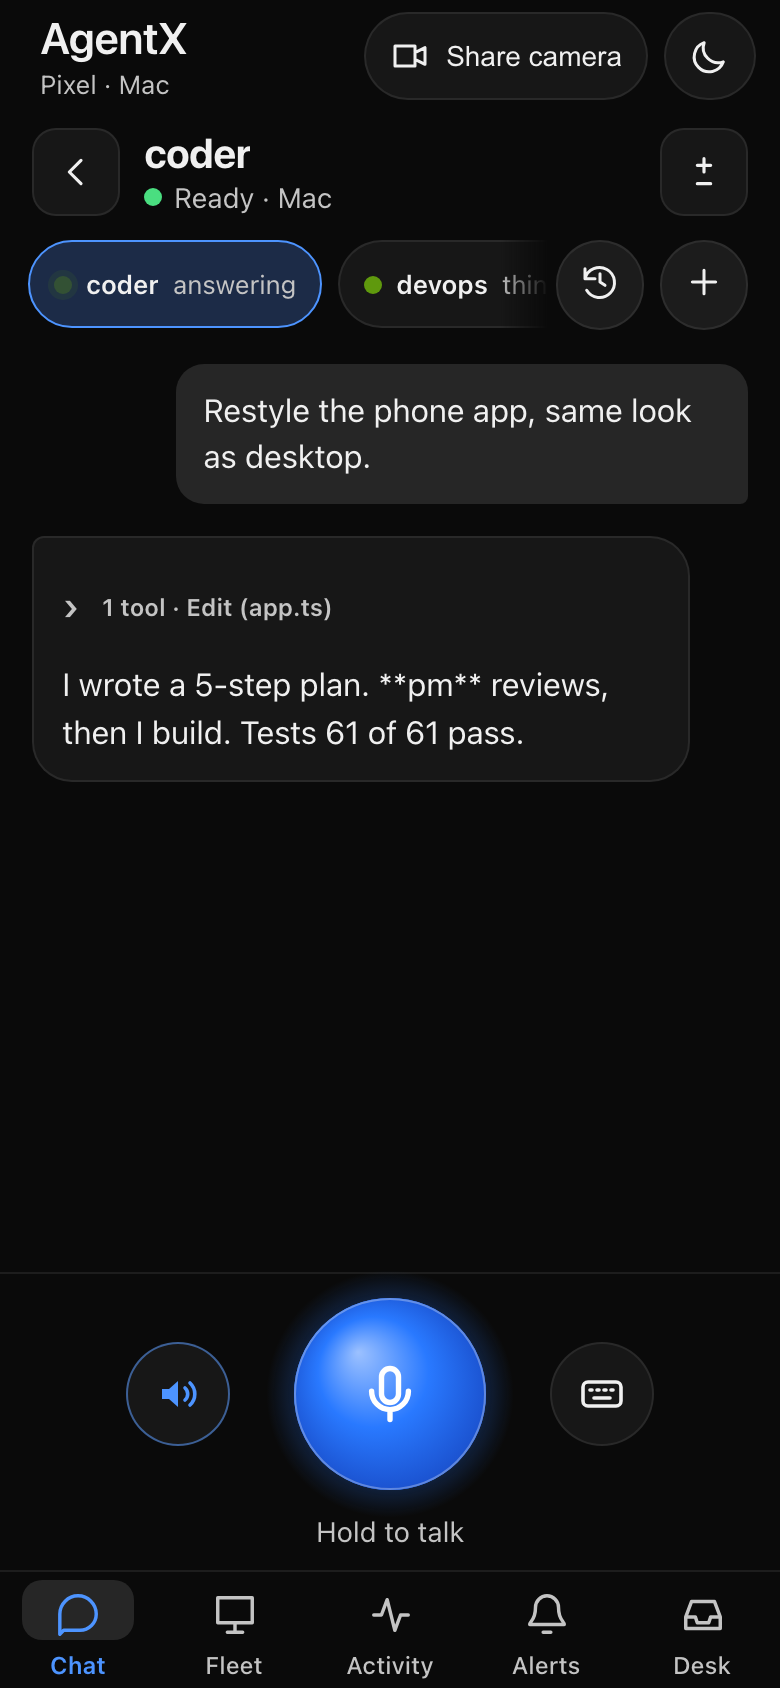 AgentX
Pixel · Mac
Share camera
coder
Ready · Mac
coder answering
devops thin
Restyle the phone app, same look
as desktop.
1 tool · Edit (app.ts)
I wrote a 5-step plan. **pm** reviews,
then I build. Tests 61 of 61 pass.
Hold to talk
Chat
Fleet
Activity
Alerts
Desk